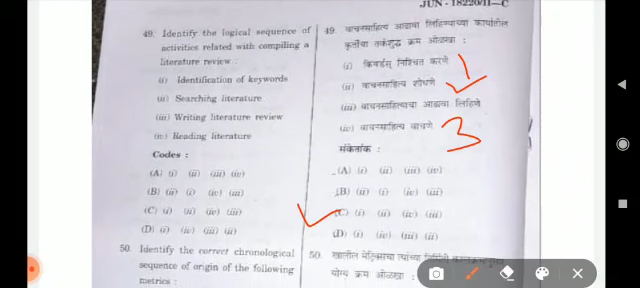 JUN - 18220/II—C
49. Identify the logical sequence of
activities related with compiling a
literature review :
(i) Identification of keywords
(ii) Searching literature
(iii) Writing literature review
(iv) Reading literature
Codes :
(A) (i) (ii) (iii) (iv)
(B) (ii) (i) (iv) (iii)
(C) (i) (ii) (iv) (iii)
(D) (i) (iv) (iii) (ii)
50. Identify the correct chronological
sequence of origin of the following
metrics :
49. वाचनसाहित्य आढावा लिहिण्याच्या कार्यातील
कृतींचा तर्कशुद्ध क्रम ओळखा :
(i) किवर्डस् निश्चित करणे
(ii) वाचनसाहित्य शोधणे
(iii) वाचनसाहित्याचा आढावा लिहिणे
(iv) वाचनसाहित्य वाचणे
संकेतांक :
(A) (i) (ii) (iii) (iv)
(B) (ii) (i) (iv) (iii)
(C) (i) (ii) (iv) (iii)
(D) (i) (iv) (iii) (ii)
50. खालील मेट्रिक्सचा त्यांच्या
योग्य क्रम ओळखा :
1
3